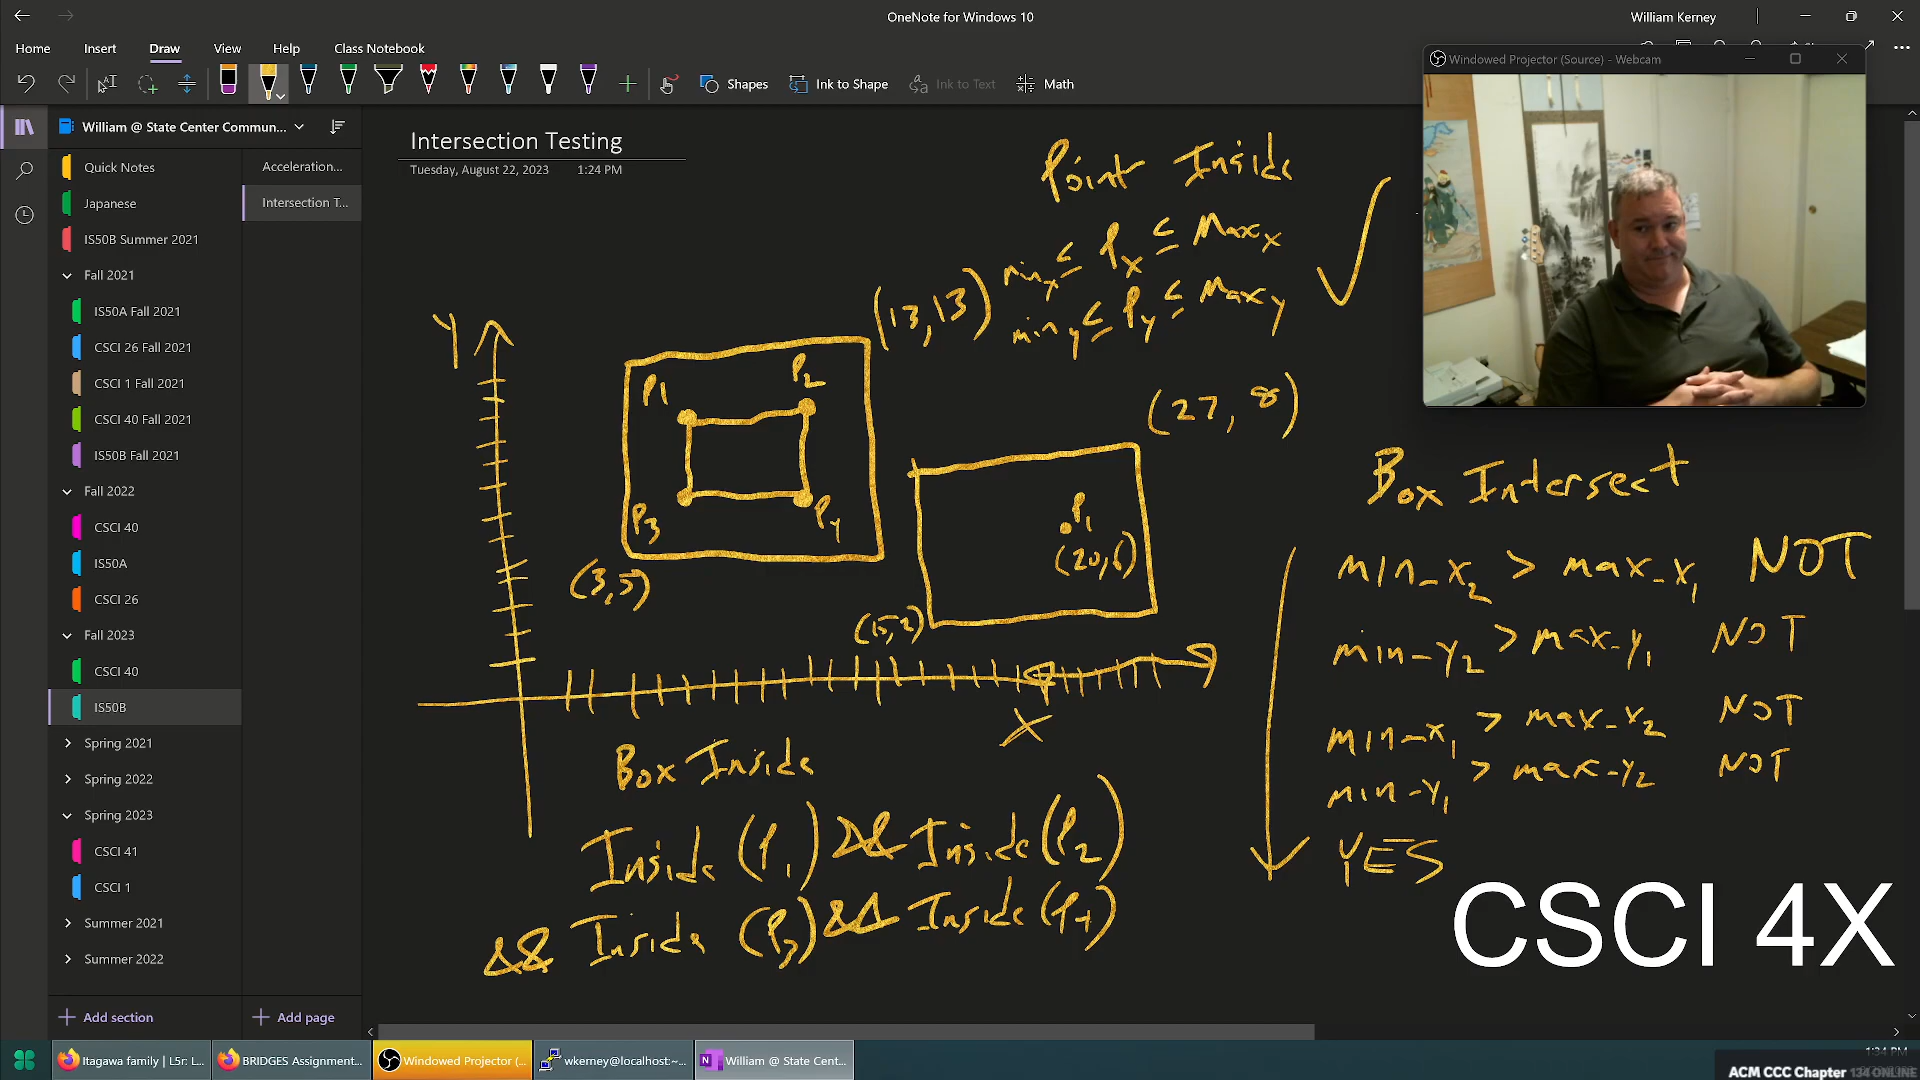 OneNote for Windows 10
William Kerney
Home Insert Draw View Help Class Notebook
Shapes Ink to Shape Ink to Text Math
Windowed Projector (Source) - Webcam
William @ State Center Commun...
Quick Notes
Japanese
IS50B Summer 2021
Fall 2021
IS50A Fall 2021
CSCI 26 Fall 2021
CSCI 1 Fall 2021
CSCI 40 Fall 2021
IS50B Fall 2021
Fall 2022
CSCI 40
IS50A
CSCI 26
Fall 2023
CSCI 40
IS50B
Spring 2021
Spring 2022
Spring 2023
CSCI 41
CSCI 1
Summer 2021
Summer 2022
Add section
Acceleration...
Intersection T...
Add page
Intersection Testing
Tuesday, August 22, 2023 1:24 PM
Point Inside
min x ≤ Px ≤ Max x
min y ≤ Py ≤ Max y
Y
(13,13)
P1 P2
P3 P4
(3,5)
(27, 8)
P1
(20,6)
(15,2)
X
Box Inside
Inside (P1) && Inside (P2)
&& Inside (P3) && Inside (P4)
Box Intersect
min_x2 > max_x1 NOT
min_y2 > max_y1 NOT
min_x1 > max_x2 NOT
min_y1 > max_y2 NOT
YES
CSCI 4X
Itagawa family | L5r: L...
BRIDGES Assignment...
Windowed Projector (...
wkerney@localhost:~...
William @ State Cent...
1:34 PM
ACM CCC Chapter